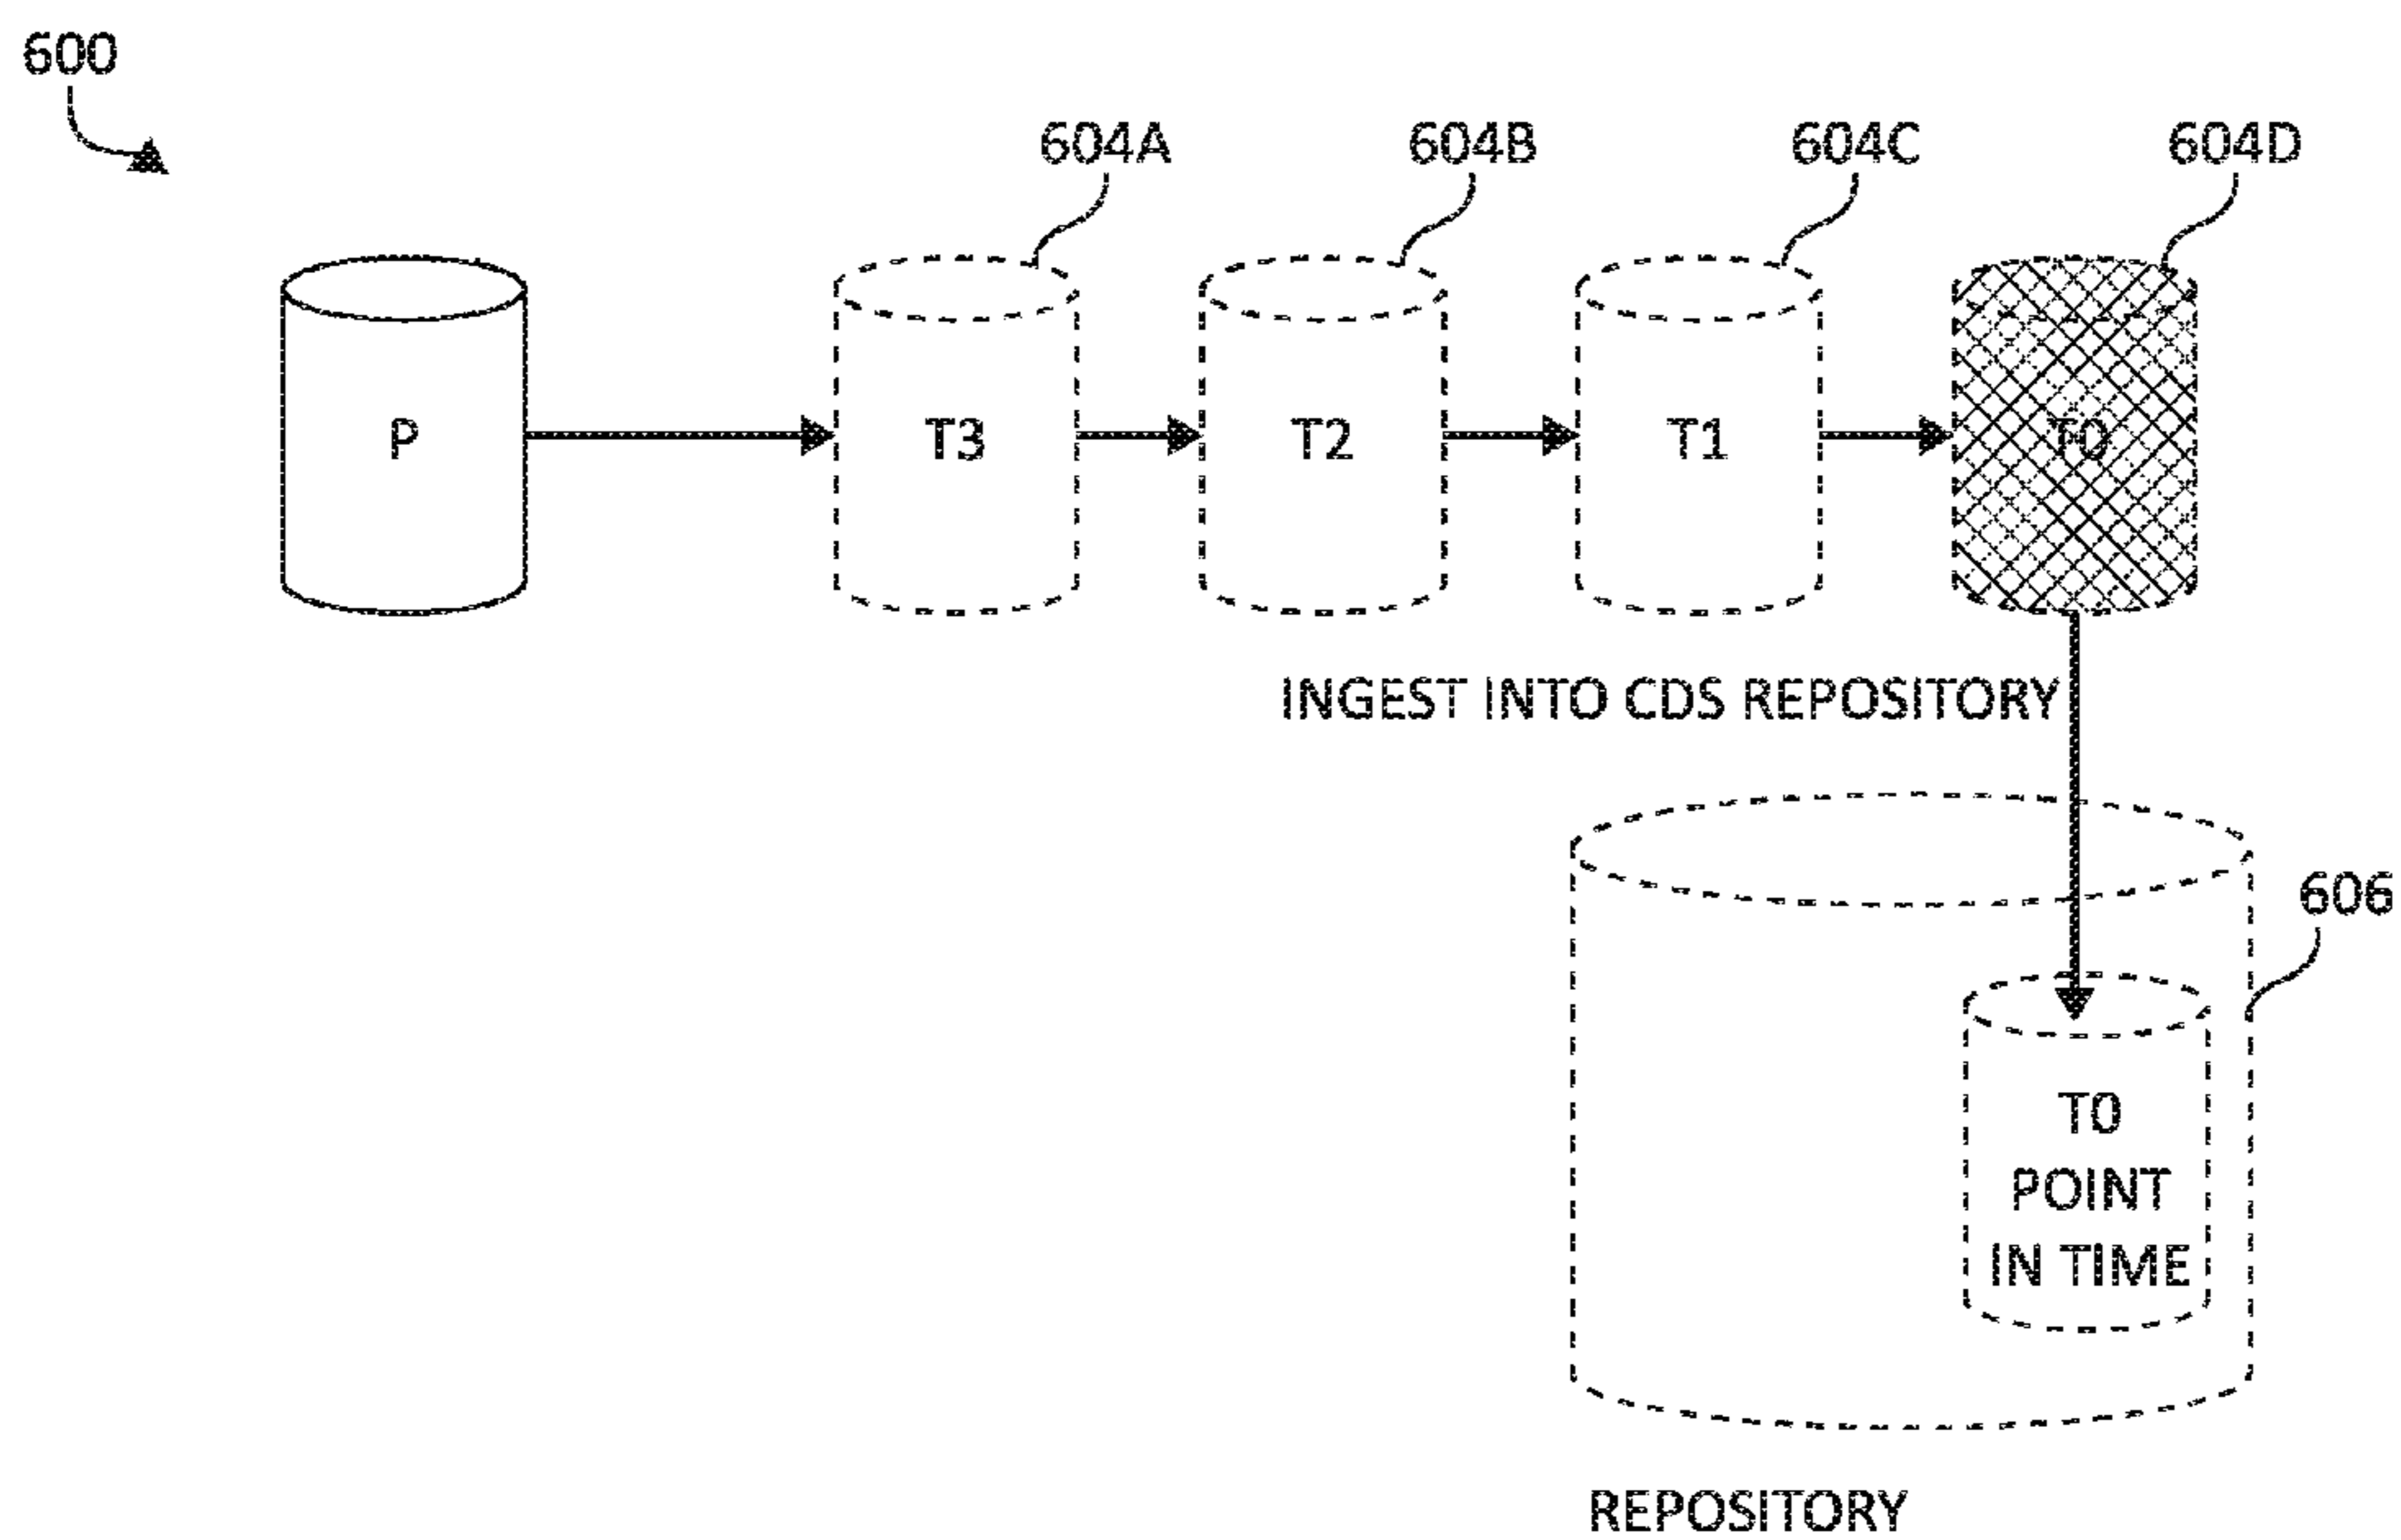 600
604A
604B
604C
604D
P
T3
T2
T1
T0
INGEST INTO CDS REPOSITORY
606
T0
POINT
IN TIME
REPOSITORY